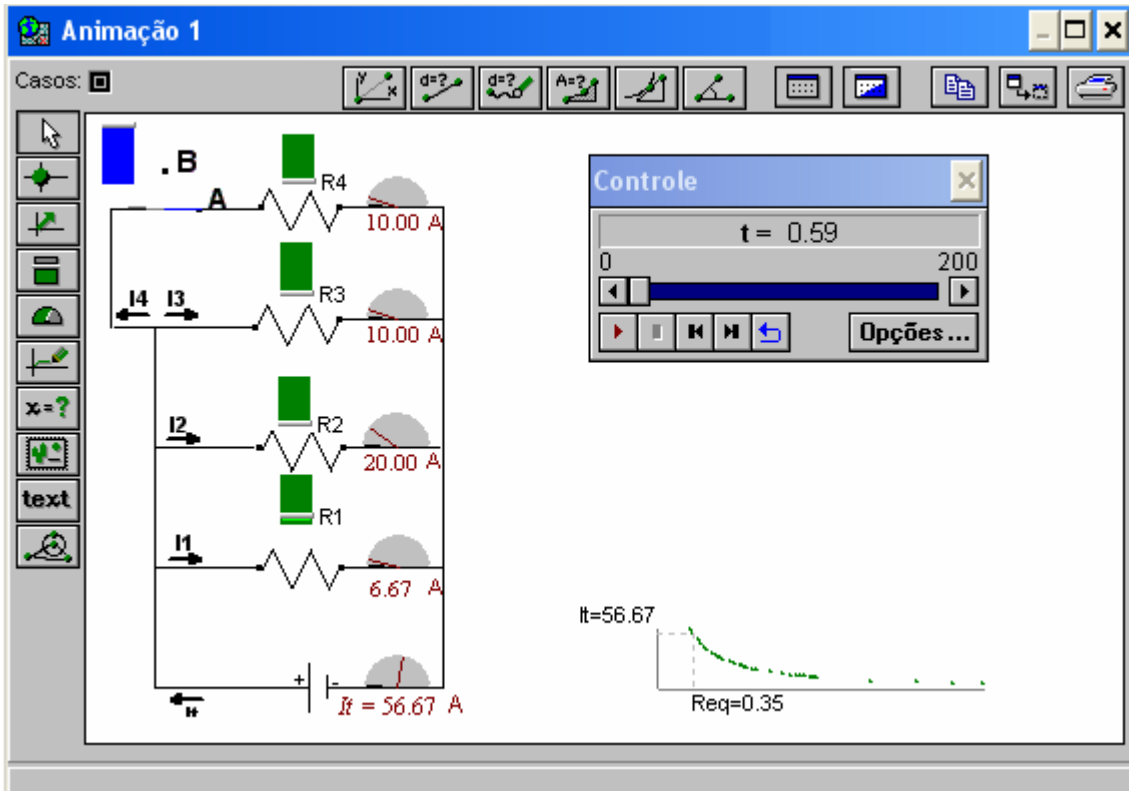 Animação 1
Casos:
y x d=? d=? A=?
x=?
text
. B
A
R4
10.00 A
I4 I3
R3
10.00 A
I2
R2
20.00 A
I1
R1
6.67 A
+ -
It
It = 56.67 A
Controle
t = 0.59
0 200
Opções...
It=56.67
Req=0.35